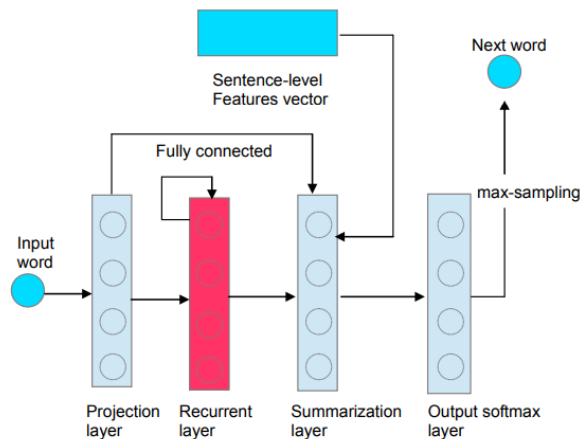 Next word
Sentence-level
Features vector
Fully connected
max-sampling
Input
word
Projection
layer
Recurrent
layer
Summarization
layer
Output softmax
layer